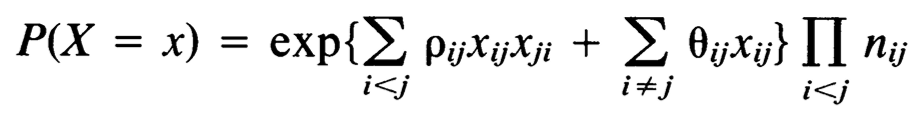 P(X = x) = exp{∑_{i<j} ρ_{ij}x_{ij}x_{ji} + ∑_{i≠j} θ_{ij}x_{ij}} ∏_{i<j} n_{ij}